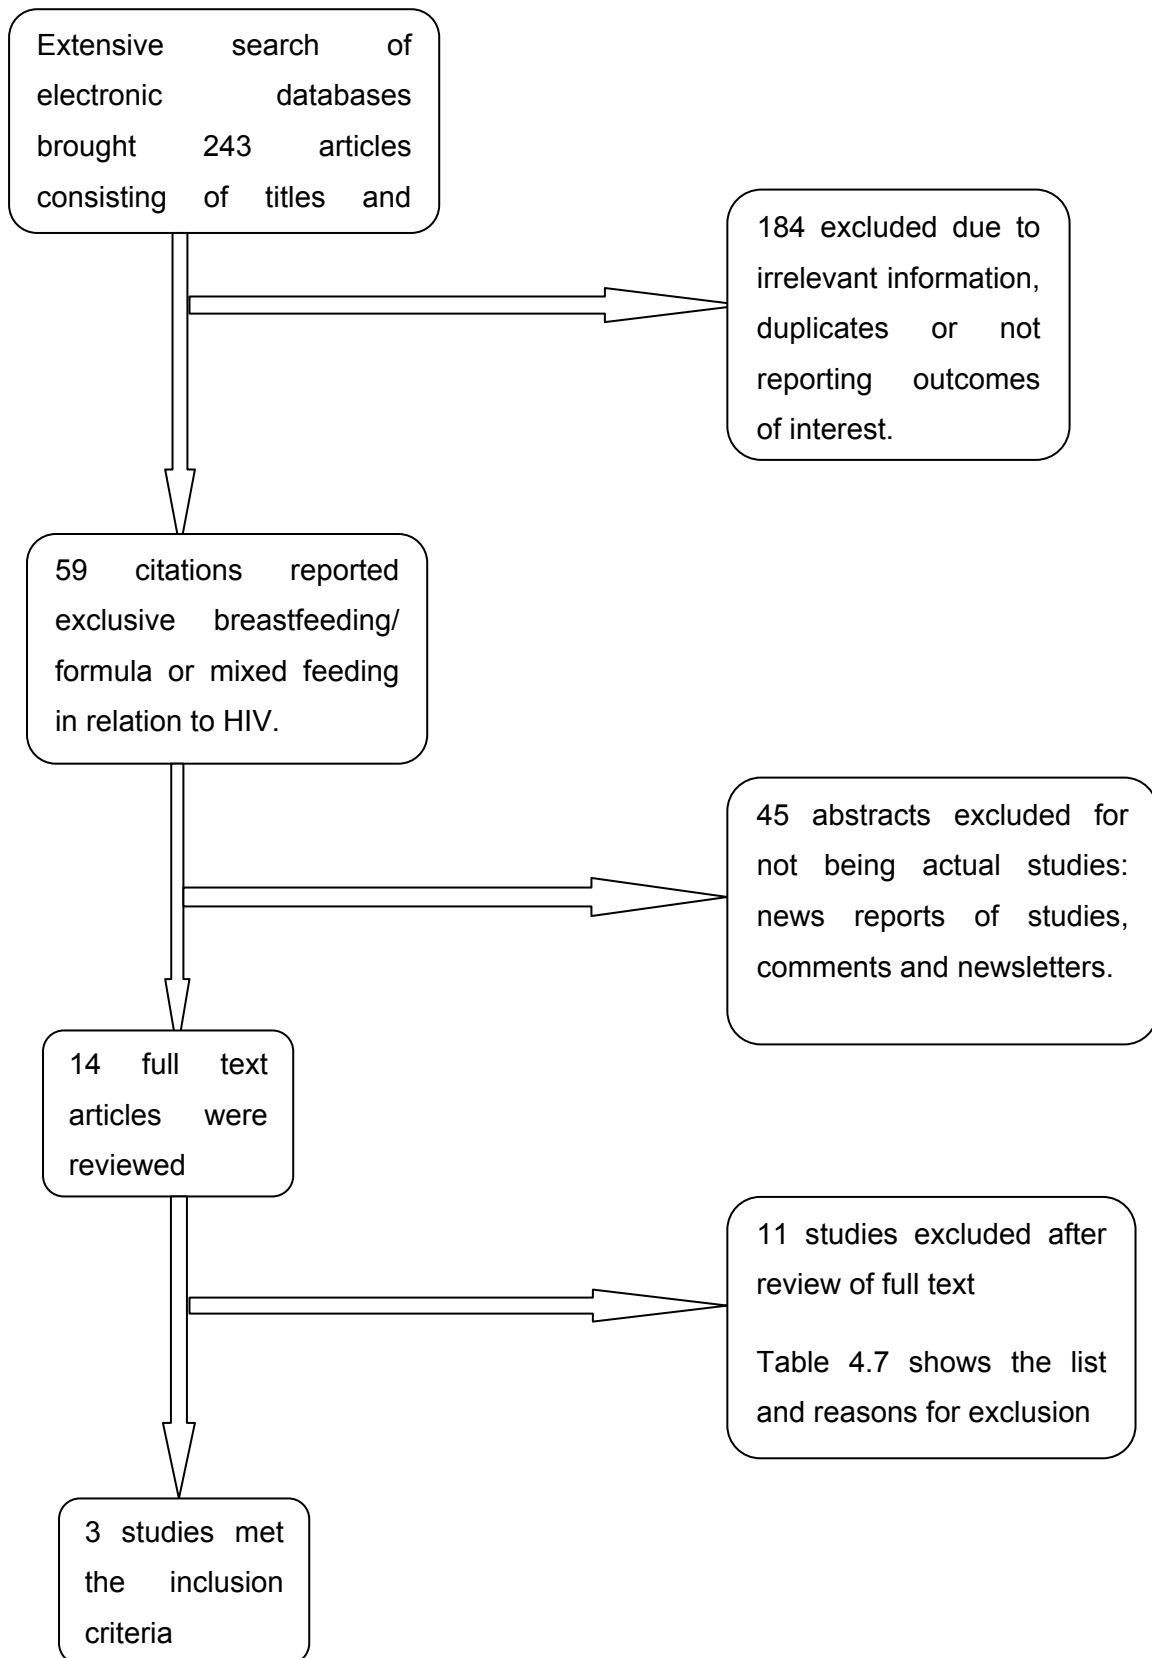 Extensive search of
electronic databases
brought 243 articles
consisting of titles and
184 excluded due to
irrelevant information,
duplicates or not
reporting outcomes
of interest.
59 citations reported
exclusive breastfeeding/
formula or mixed feeding
in relation to HIV.
45 abstracts excluded for
not being actual studies:
news reports of studies,
comments and newsletters.
14 full text
articles were
reviewed
11 studies excluded after
review of full text
Table 4.7 shows the list
and reasons for exclusion
3 studies met
the inclusion
criteria